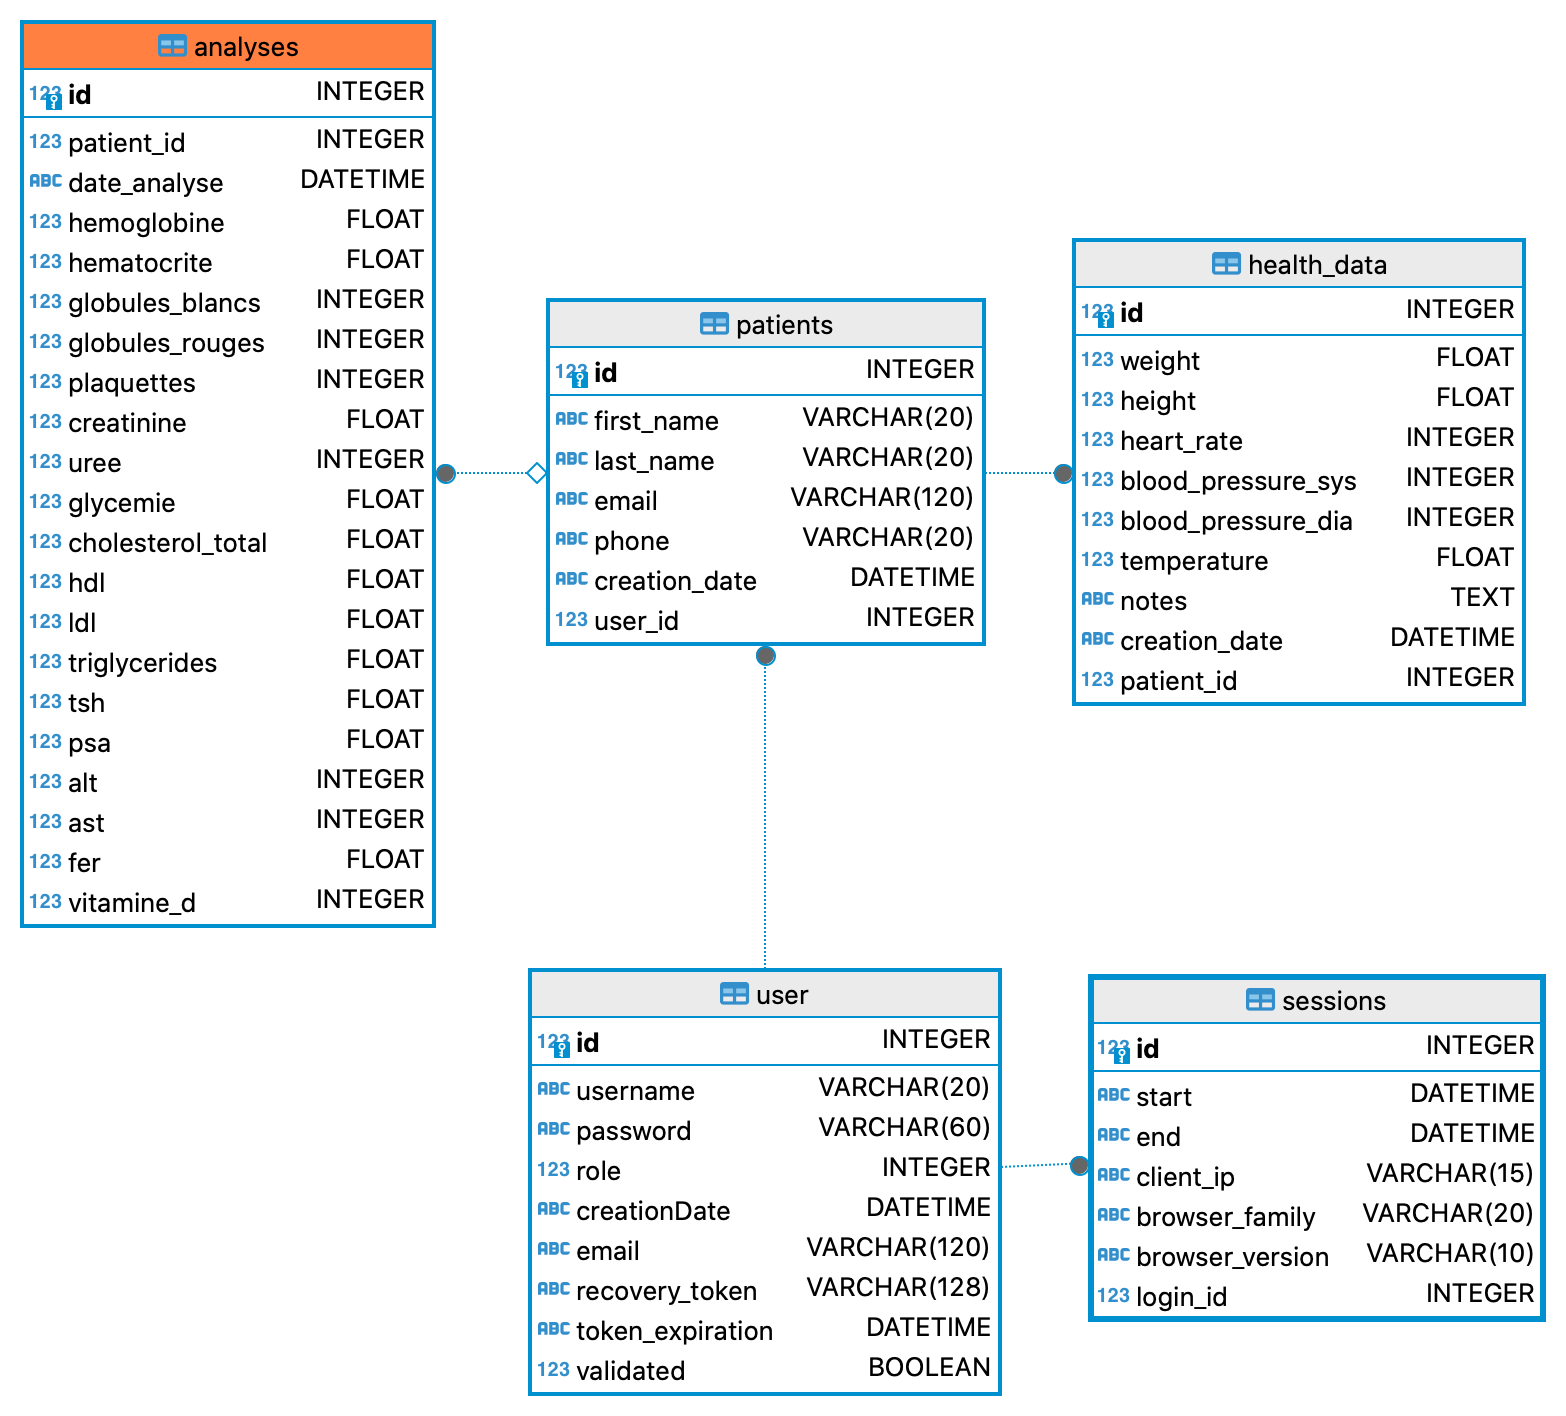 analyses
123 id INTEGER
123 patient_id INTEGER
ABC date_analyse DATETIME
123 hemoglobine FLOAT
123 hematocrite FLOAT
123 globules_blancs INTEGER
123 globules_rouges INTEGER
123 plaquettes INTEGER
123 creatinine FLOAT
123 uree INTEGER
123 glycemie FLOAT
123 cholesterol_total FLOAT
123 hdl FLOAT
123 ldl FLOAT
123 triglycerides FLOAT
123 tsh FLOAT
123 psa FLOAT
123 alt INTEGER
123 ast INTEGER
123 fer FLOAT
123 vitamine_d INTEGER
patients
123 id INTEGER
ABC first_name VARCHAR(20)
ABC last_name VARCHAR(20)
ABC email VARCHAR(120)
ABC phone VARCHAR(20)
ABC creation_date DATETIME
123 user_id INTEGER
health_data
123 id INTEGER
123 weight FLOAT
123 height FLOAT
123 heart_rate INTEGER
123 blood_pressure_sys INTEGER
123 blood_pressure_dia INTEGER
123 temperature FLOAT
ABC notes TEXT
ABC creation_date DATETIME
123 patient_id INTEGER
user
123 id INTEGER
ABC username VARCHAR(20)
ABC password VARCHAR(60)
123 role INTEGER
ABC creationDate DATETIME
ABC email VARCHAR(120)
ABC recovery_token VARCHAR(128)
ABC token_expiration DATETIME
123 validated BOOLEAN
sessions
123 id INTEGER
ABC start DATETIME
ABC end DATETIME
ABC client_ip VARCHAR(15)
ABC browser_family VARCHAR(20)
ABC browser_version VARCHAR(10)
123 login_id INTEGER